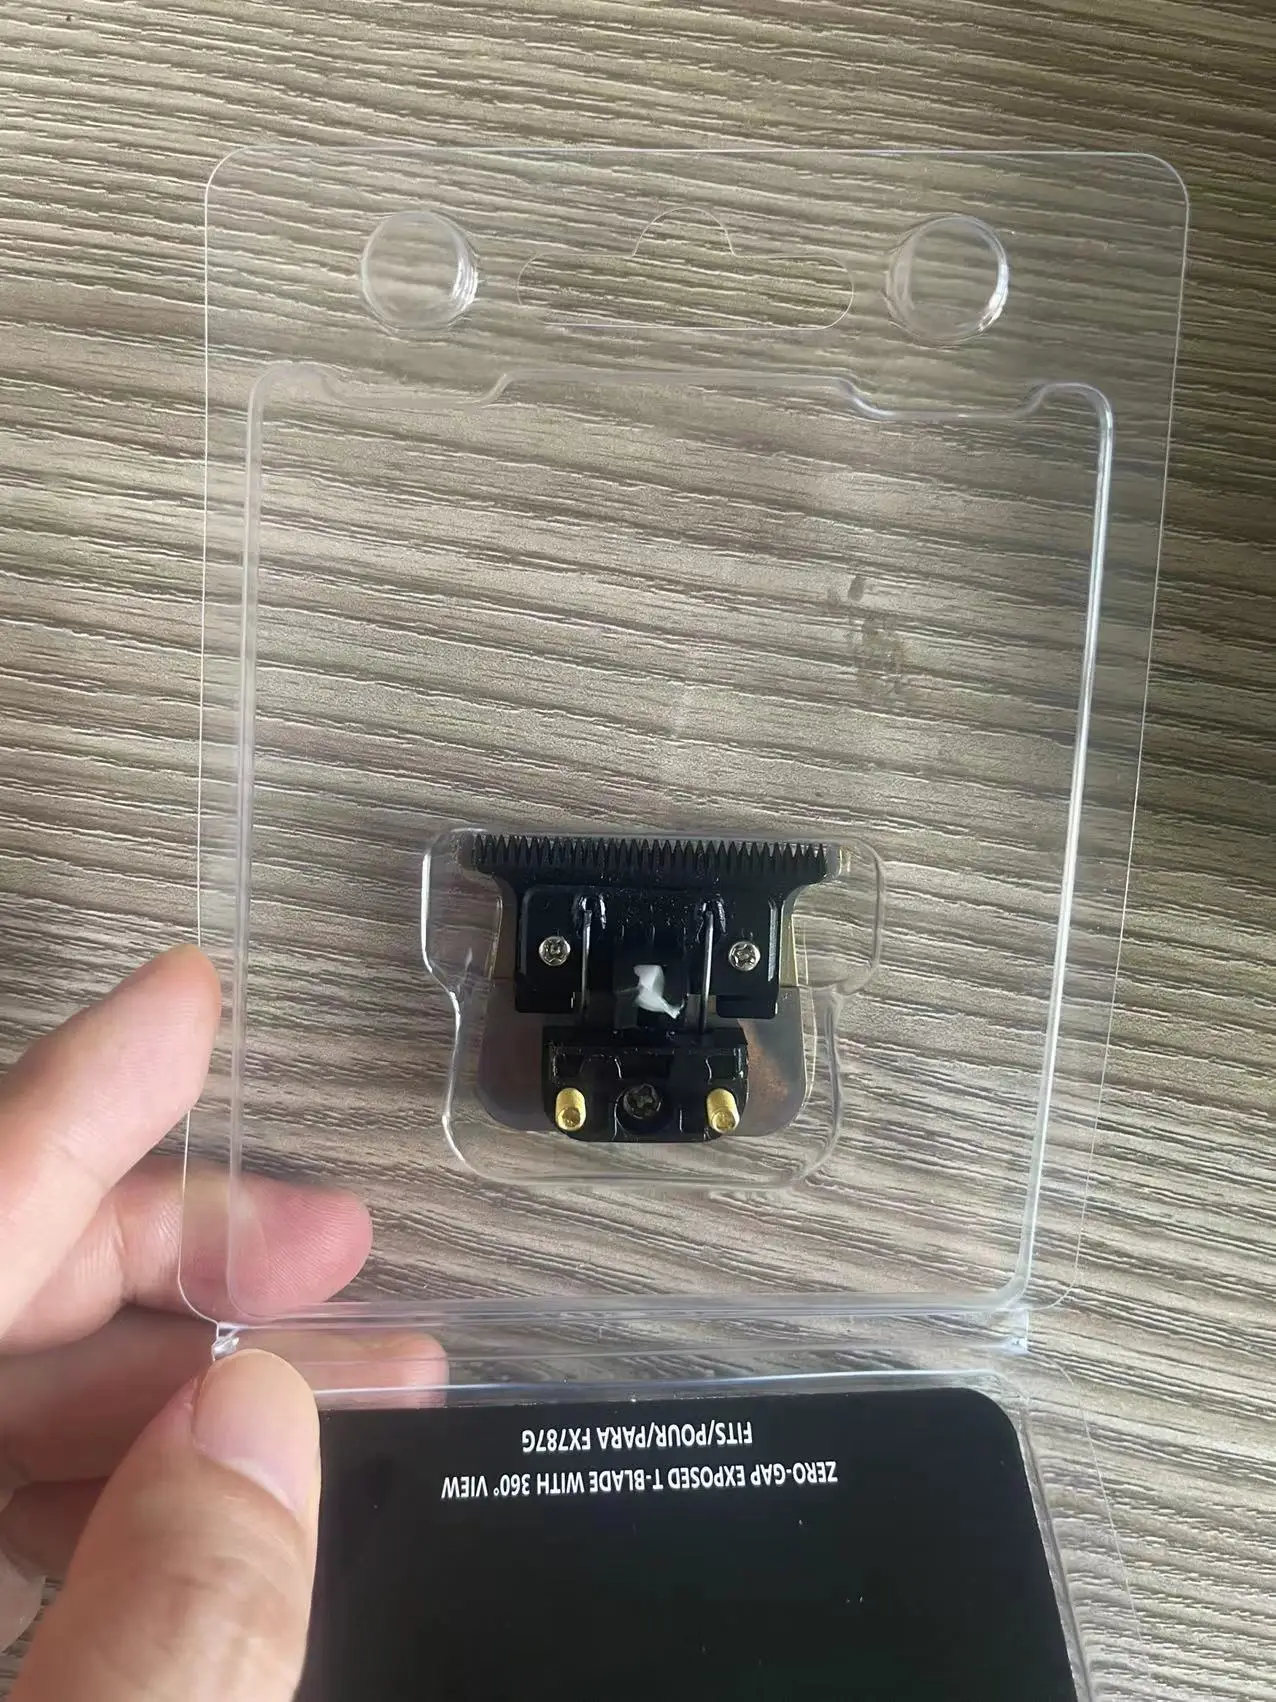 ZERO-GAP EXPOSED T-BLADE WITH 360° VIEW
FITS/POUR/PARA FX787G